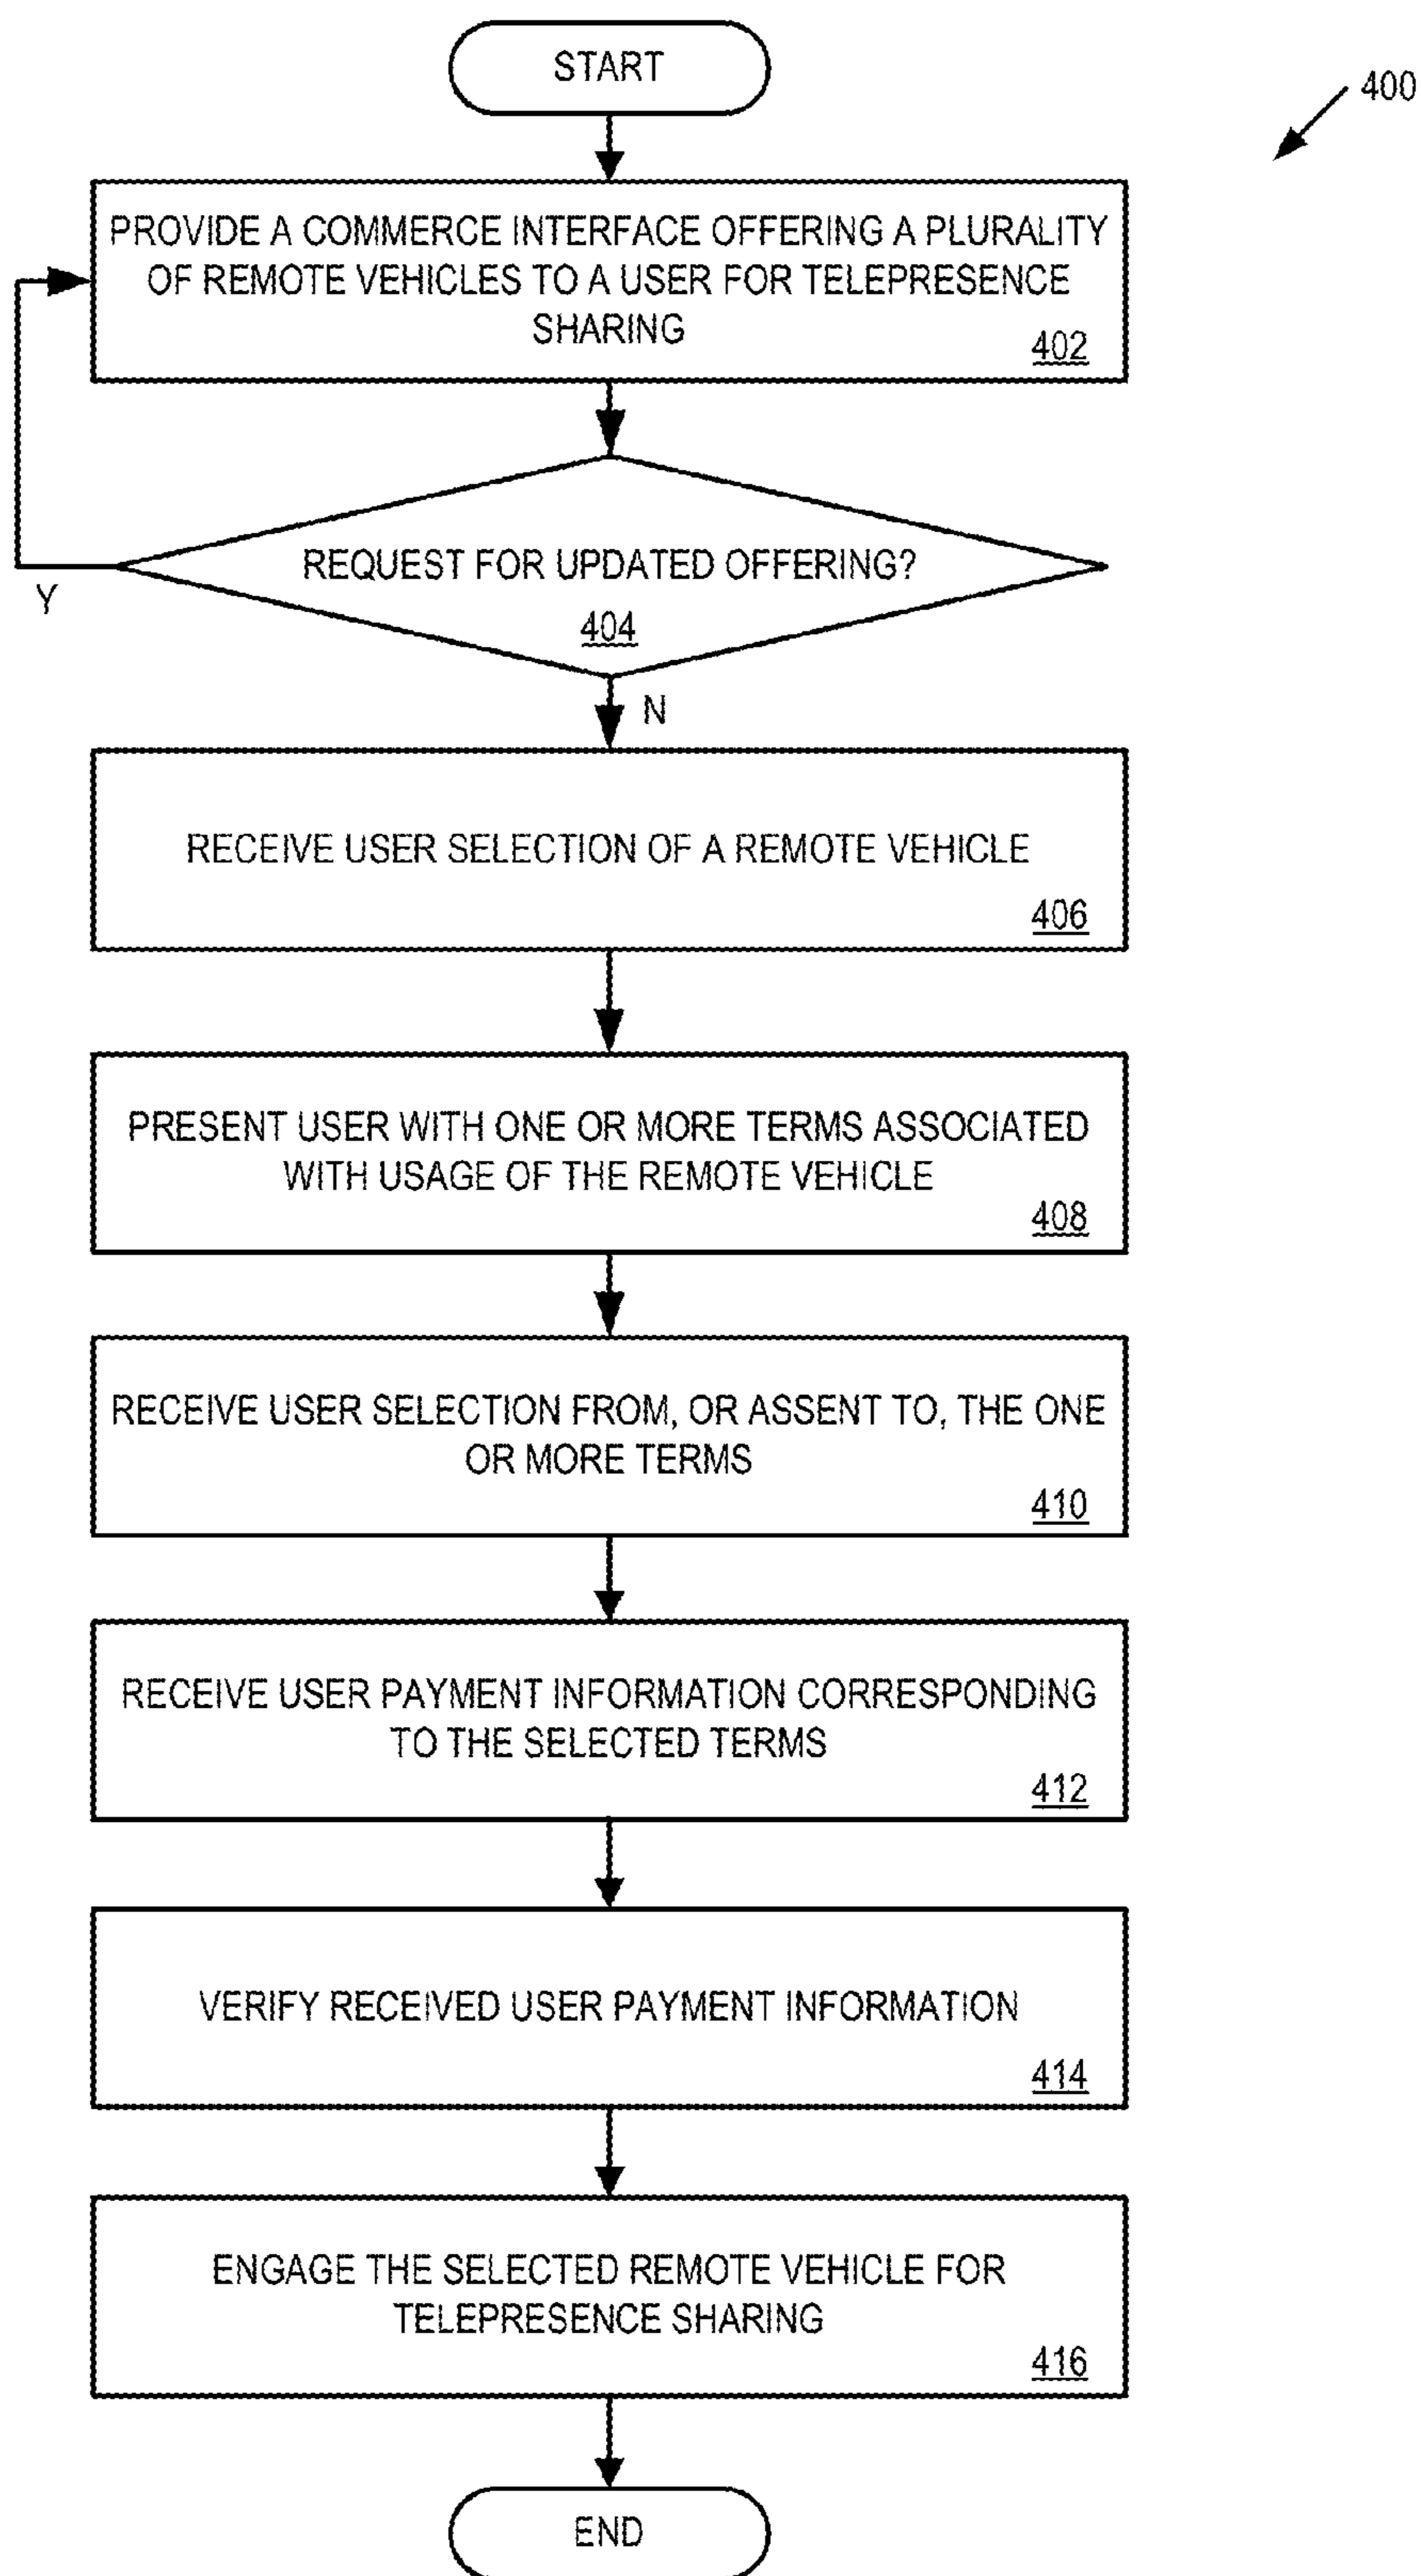 START
400
PROVIDE A COMMERCE INTERFACE OFFERING A PLURALITY
OF REMOTE VEHICLES TO A USER FOR TELEPRESENCE
SHARING
402
REQUEST FOR UPDATED OFFERING?
404
Y
N
RECEIVE USER SELECTION OF A REMOTE VEHICLE
406
PRESENT USER WITH ONE OR MORE TERMS ASSOCIATED
WITH USAGE OF THE REMOTE VEHICLE
408
RECEIVE USER SELECTION FROM, OR ASSENT TO, THE ONE
OR MORE TERMS
410
RECEIVE USER PAYMENT INFORMATION CORRESPONDING
TO THE SELECTED TERMS
412
VERIFY RECEIVED USER PAYMENT INFORMATION
414
ENGAGE THE SELECTED REMOTE VEHICLE FOR
TELEPRESENCE SHARING
416
END